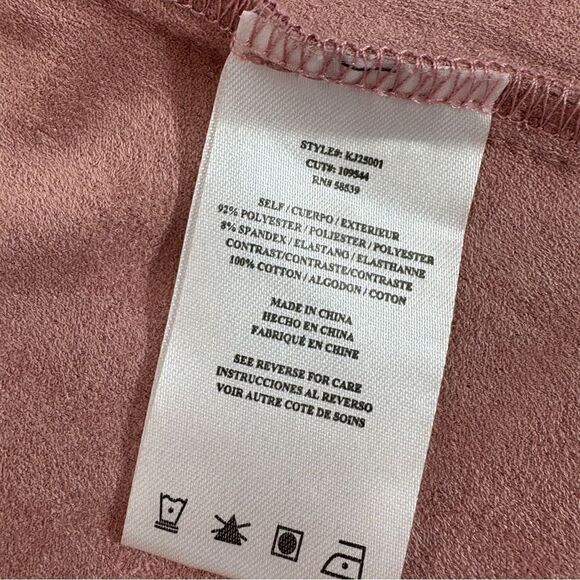 STYLE#: KJ25001
CUT#: 109544
RN# 58539
SELF / CUERPO / EXTERIEUR
92% POLYESTER / POLIESTER / POLYESTER
8% SPANDEX / ELASTANO / ELASTHANNE
CONTRAST/CONTRASTE/CONTRASTE
100% COTTON / ALGODON / COTON
MADE IN CHINA
HECHO EN CHINA
FABRIQUÉ EN CHINE
SEE REVERSE FOR CARE
INSTRUCCIONES AL REVERSO
VOIR AUTRE COTE DE SOINS